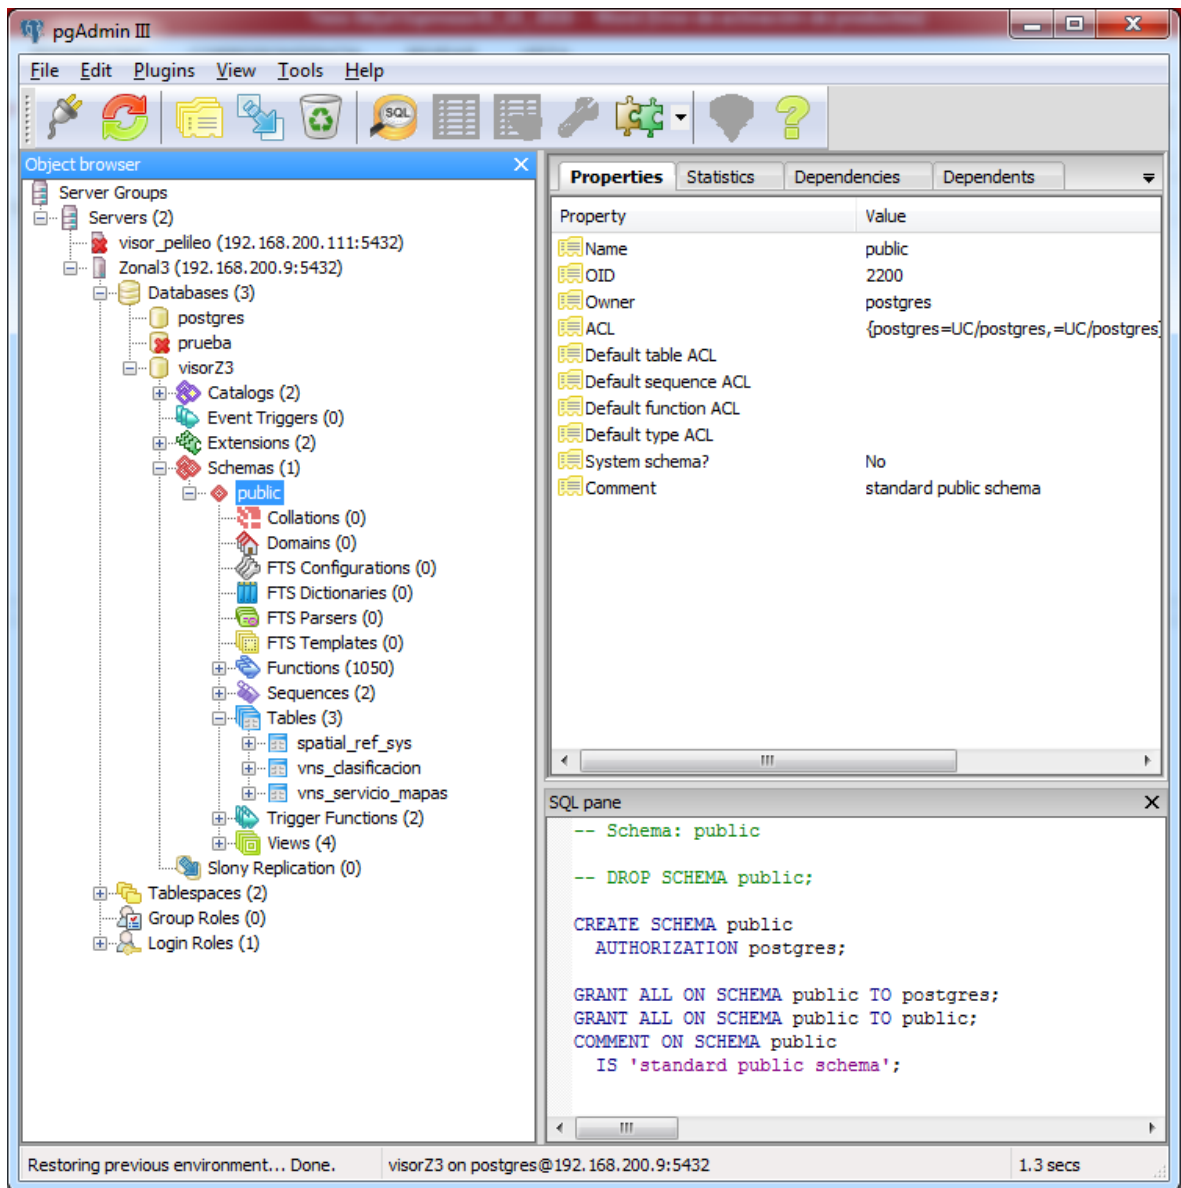 pgAdmin III
File Edit Plugins View Tools Help
SQL
Object browser
Server Groups
Servers (2)
visor_pelileo (192.168.200.111:5432)
Zonal3 (192.168.200.9:5432)
Databases (3)
postgres
prueba
visorZ3
Catalogs (2)
Event Triggers (0)
Extensions (2)
Schemas (1)
public
Collations (0)
Domains (0)
FTS Configurations (0)
FTS Dictionaries (0)
FTS Parsers (0)
FTS Templates (0)
Functions (1050)
Sequences (2)
Tables (3)
spatial_ref_sys
vns_clasificacion
vns_servicio_mapas
Trigger Functions (2)
Views (4)
Slony Replication (0)
Tablespaces (2)
Group Roles (0)
Login Roles (1)
Properties Statistics Dependencies Dependents
Property Value
Name public
OID 2200
Owner postgres
ACL {postgres=UC/postgres,=UC/postgres}
Default table ACL
Default sequence ACL
Default function ACL
Default type ACL
System schema? No
Comment standard public schema
SQL pane
-- Schema: public
-- DROP SCHEMA public;
CREATE SCHEMA public
AUTHORIZATION postgres;
GRANT ALL ON SCHEMA public TO postgres;
GRANT ALL ON SCHEMA public TO public;
COMMENT ON SCHEMA public
IS 'standard public schema';
Restoring previous environment... Done. visorZ3 on postgres@192.168.200.9:5432 1.3 secs